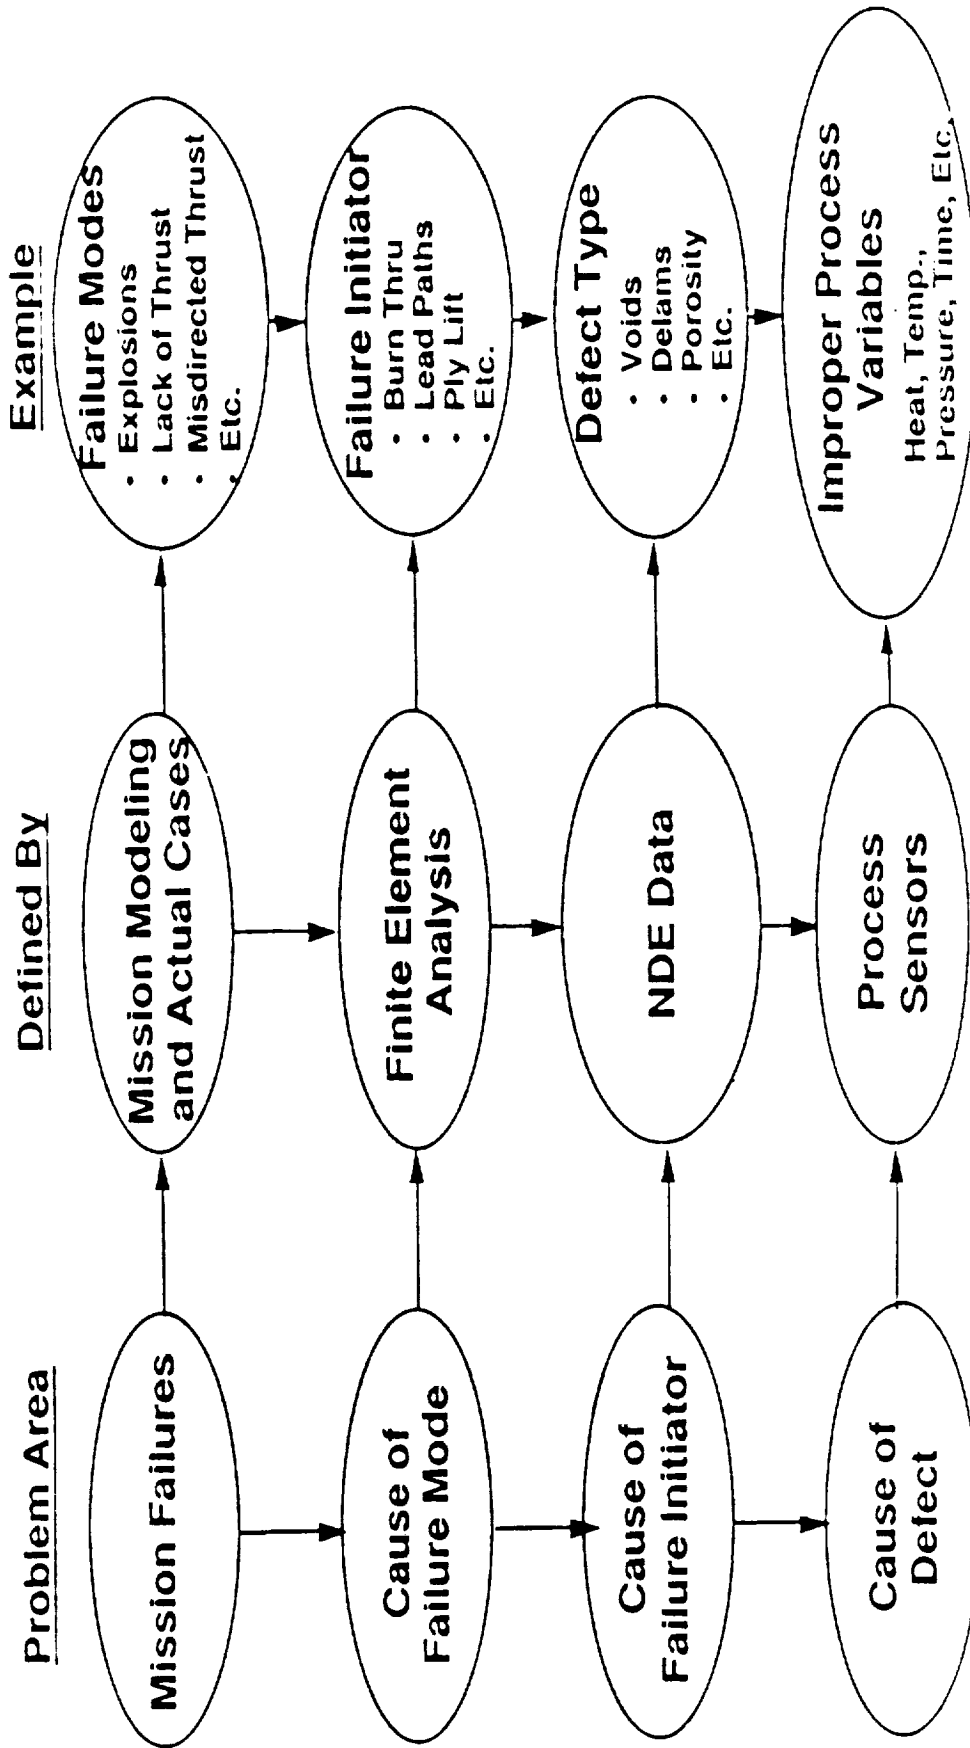 Problem Area
Defined By
Example
Mission Failures
Mission Modeling
and Actual Cases
Failure Modes
• Explosions
• Lack of Thrust
• Misdirected Thrust
• Etc.
Cause of
Failure Mode
Finite Element
Analysis
Failure Initiator
• Burn Thru
• Lead Paths
• Ply Lift
• Etc.
Cause of
Failure Initiator
NDE Data
Defect Type
• Voids
• Delams
• Porosity
• Etc.
Cause of
Defect
Process
Sensors
Improper Process
Variables
Heat, Temp.,
Pressure, Time, Etc.